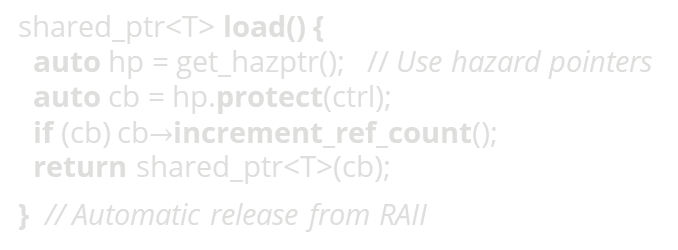 shared_ptr<T> load() {
auto hp = get_hazptr(); // Use hazard pointers
auto cb = hp.protect(ctrl);
if (cb) cb→increment_ref_count();
return shared_ptr<T>(cb);
} // Automatic release from RAII